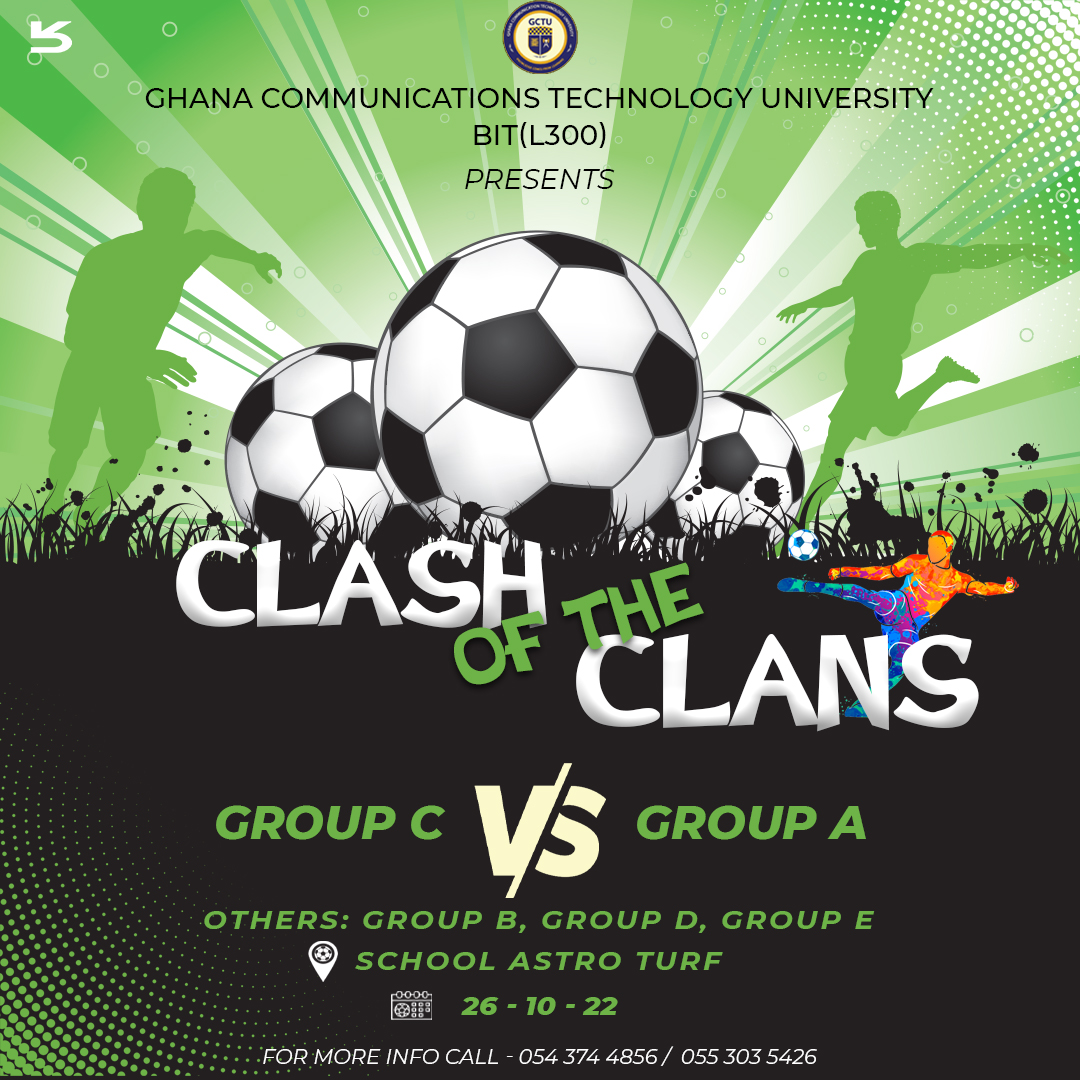 GCTU
GHANA COMMUNICATIONS TECHNOLOGY UNIVERSITY
BIT(L300)
PRESENTS
CLASH
OF THE
CLANS
GROUP C VS GROUP A
OTHERS: GROUP B, GROUP D, GROUP E
SCHOOL ASTRO TURF
26 - 10 - 22
FOR MORE INFO CALL - 054 374 4856 / 055 303 5426